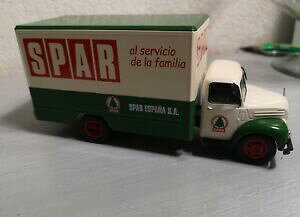 SPAR
al servicio
de la familia
SPAR ESPAÑA S.A.